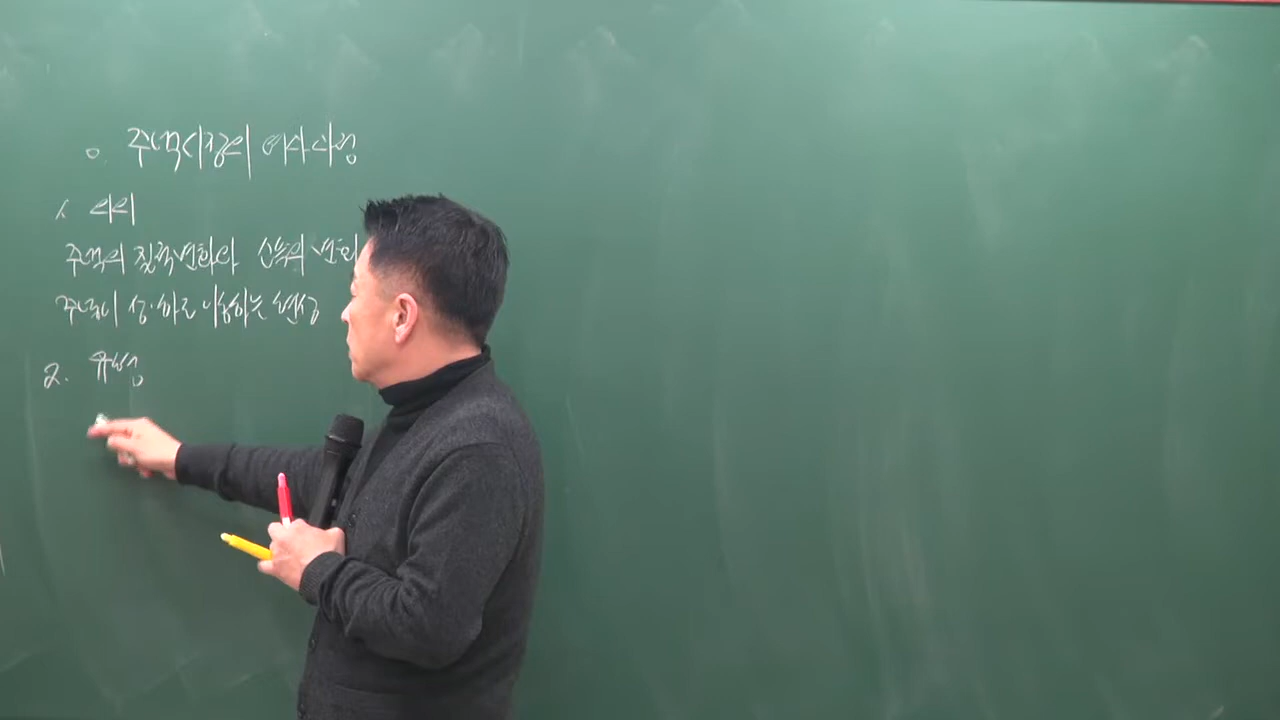 ○. 주택시장의 여과과정
1. 의의
주택의 질적변화와 가구의 변화
주택이 상·하로 이동하는 현상
2. 유형